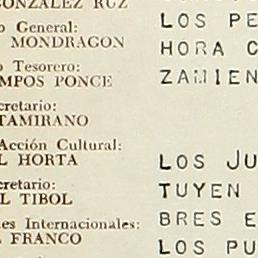 GONZALEZ RUZ
o General:
MONDRAGON
o Tesorero:
MPOS PONCE
cretario:
TAMIRANO
Acción Cultural:
L HORTA
cretario:
L TIBOL
es Internacionales:
L FRANCO
LOS PE
HORA C
ZAMIEN
LOS JU
TUYEN
BRES E
LOS PU